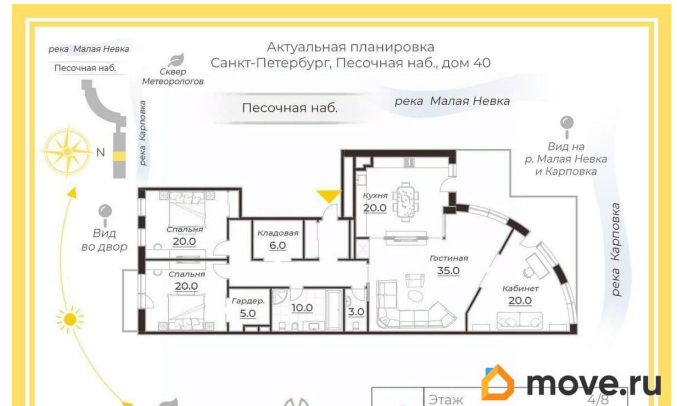 Актуальная планировка
Санкт-Петербург, Песочная наб., дом 40
река Малая Невка
Песочная наб.
Сквер
Метеорологов
река Карповка
N
Песочная наб.
река Малая Невка
Вид на
р. Малая Невка
и Карповка
река Карповка
Вид
во двор
Спальня
20.0
Кладовая
6.0
Кухня
20.0
Гостиная
35.0
Кабинет
20.0
Спальня
20.0
Гардер.
5.0
10.0
3.0
Этаж
4/8
move.ru